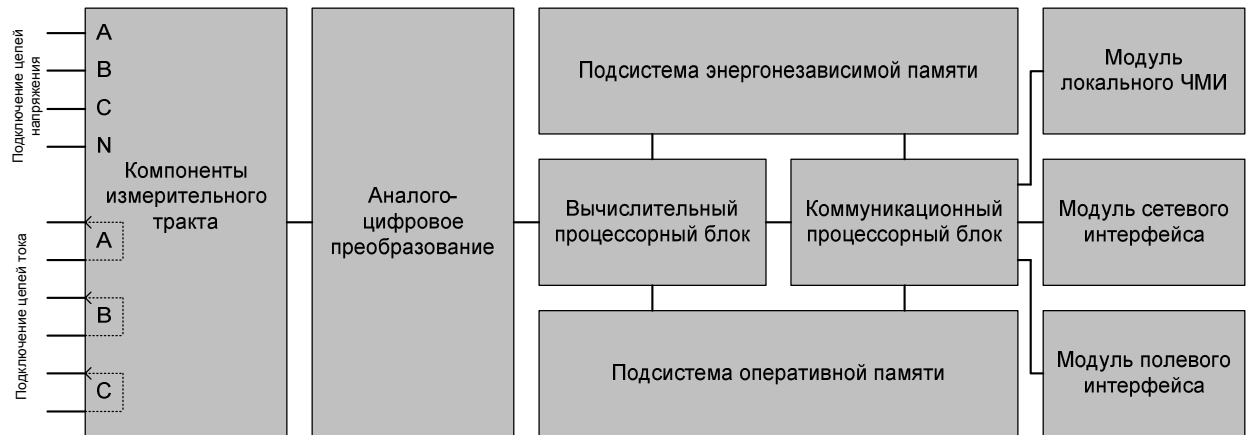 Подключение цепей
напряжения
A
B
C
N
Компоненты
измерительного
тракта
Подключение цепей тока
A
B
C
Аналого-
цифровое
преобразование
Подсистема энергонезависимой памяти
Вычислительный
процессорный блок
Коммуникационный
процессорный блок
Подсистема оперативной памяти
Модуль
локального ЧМИ
Модуль сетевого
интерфейса
Модуль полевого
интерфейса